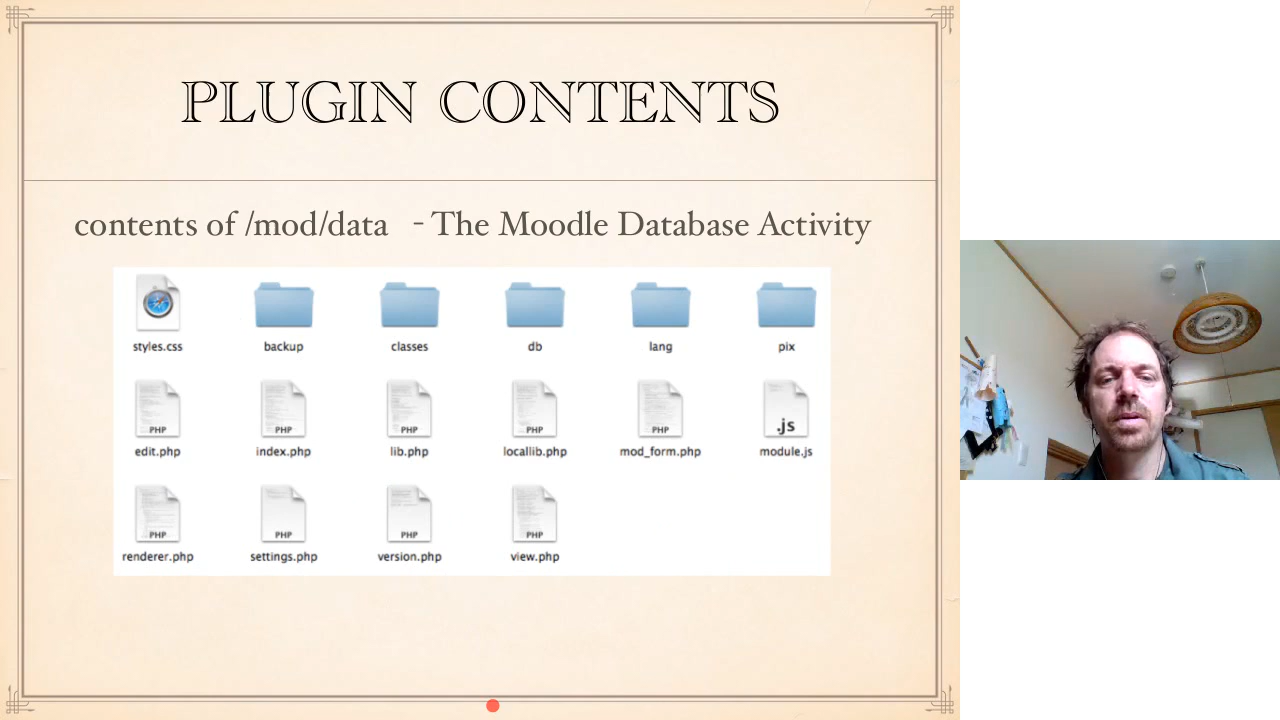 PLUGIN CONTENTS
contents of /mod/data - The Moodle Database Activity
styles.css backup classes db lang pix
PHP PHP PHP PHP PHP .js
edit.php index.php lib.php locallib.php mod_form.php module.js
PHP PHP PHP PHP
renderer.php settings.php version.php view.php